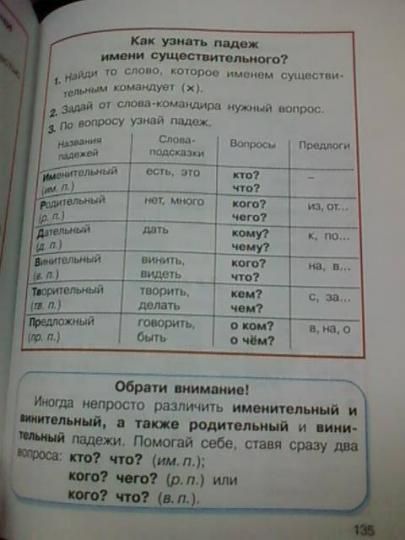 Как узнать падеж
имени существительного?
1. Найди то слово, которое именем существи-
тельным командует (×).
2. Задай от слова-командира нужный вопрос.
3. По вопросу узнай падеж.
Названия падежей Слова-подсказки Вопросы Предлоги
Именительный есть, это кто? –
(им. п.) что?
Родительный нет, много кого? из, от...
(р. п.) чего?
Дательный дать кому? к, по...
(д. п.) чему?
Винительный винить, кого? на, в...
(в. п.) видеть что?
Творительный творить, кем? с, за...
(тв. п.) делать чем?
Предложный говорить, о ком? в, на, о
(пр. п.) быть о чём?
Обрати внимание!
Иногда непросто различить именительный и
винительный, а также родительный и вини-
тельный падежи. Помогай себе, ставя сразу два
вопроса: кто? что? (им. п.);
кого? чего? (р. п.) или
кого? что? (в. п.).
135